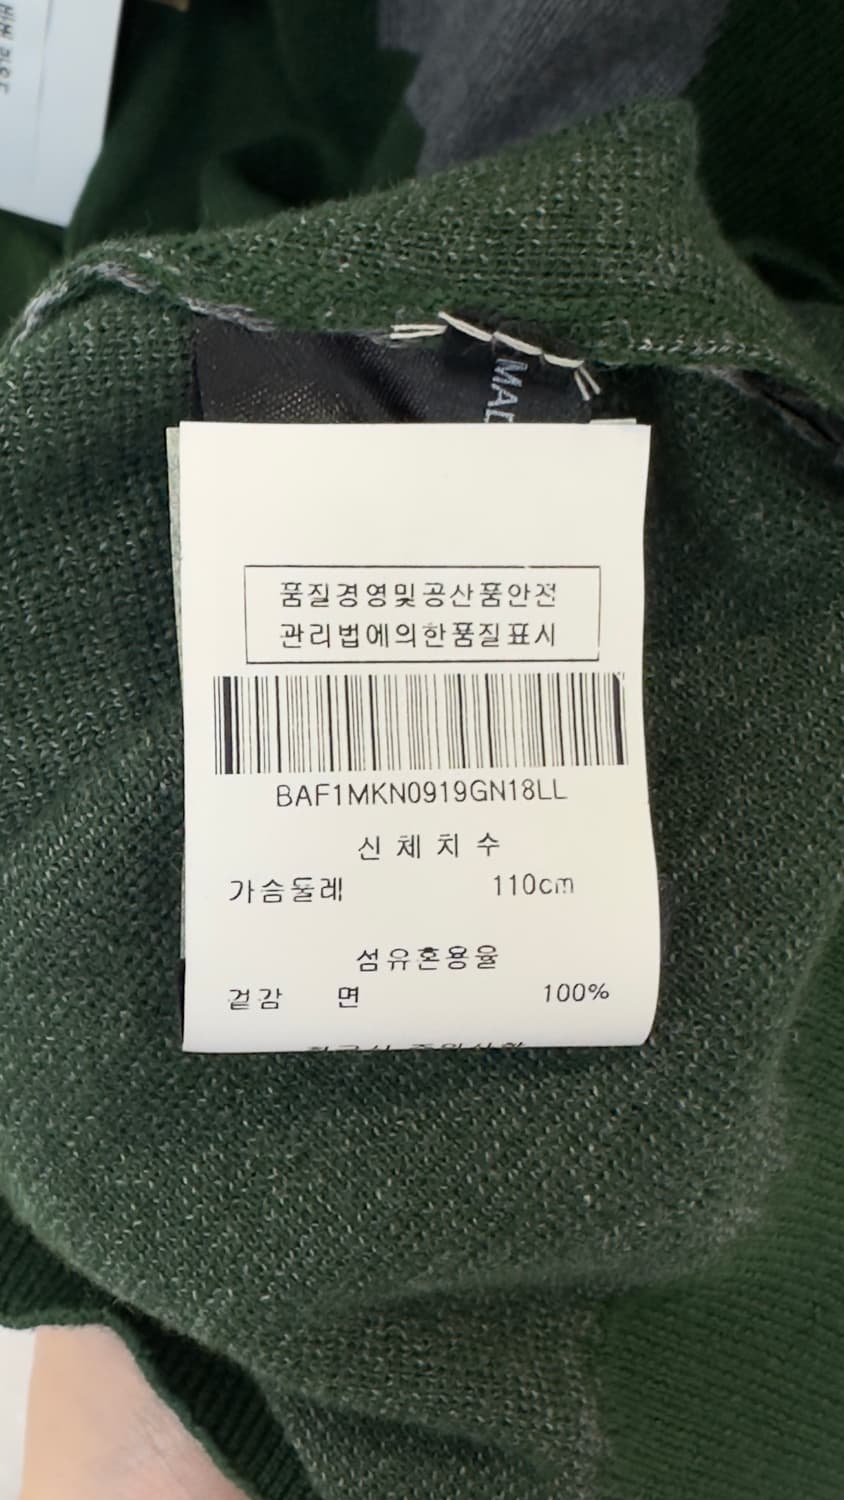 MAD
품질경영및공산품안전
관리법에의한품질표시
BAF1MKN0919GN18LL
신체치수
가슴둘레 110cm
섬유혼용율
겉감 면 100%